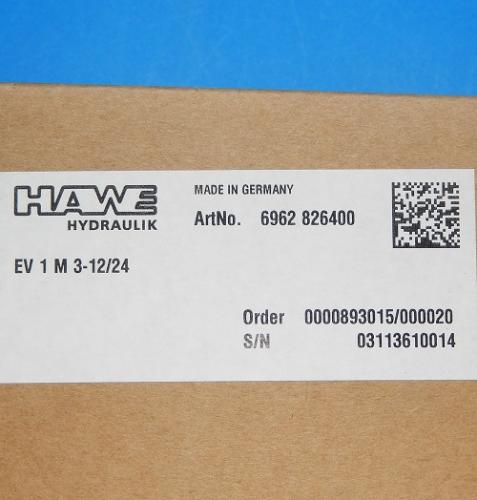 HAWE
HYDRAULIK
MADE IN GERMANY
ArtNo. 6962 826400
EV 1 M 3-12/24
Order 0000893015/000020
S/N 03113610014